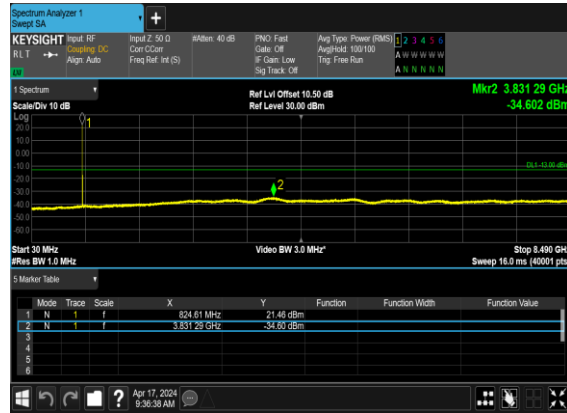 Spectrum Analyzer 1
Swept SA
+
KEYSIGHT Input: RF Input Z: 50 Ω #Atten: 40 dB PNO: Fast Avg Type: Power (RMS) 1 2 3 4 5 6
RLT Coupling: DC Corr CCorr Gate: Off Avg|Hold: 100/100 A W W W W W
Align: Auto Freq Ref: Int (S) IF Gain: Low Trig: Free Run
Sig Track: Off A N N N N N
1 Spectrum
Scale/Div 10 dB
Ref Lvl Offset 10.50 dB
Ref Level 30.00 dBm
Mkr2 3.831 29 GHz
-34.602 dBm
Log
1
20.0
10.0
0.00
-10.0
DL1 -13.00 dBm
-20.0
2
-30.0
-40.0
-50.0
-60.0
Start 30 MHz Video BW 3.0 MHz* Stop 8.490 GHz
#Res BW 1.0 MHz Sweep 16.0 ms (40001 pts)
5 Marker Table
Mode Trace Scale X Y Function Function Width Function Value
1 N 1 f 824.61 MHz 21.46 dBm
2 N 1 f 3.831 29 GHz -34.60 dBm
3
4
5
6
? Apr 17, 2024
9:36:38 AM